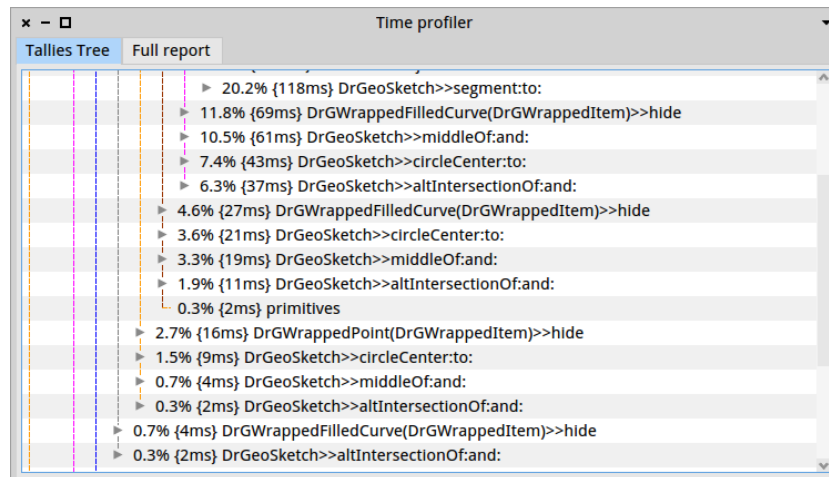 Time profiler
Tallies Tree Full report
20.2% {118ms} DrGeoSketch>>segment:to:
11.8% {69ms} DrGWrappedFilledCurve(DrGWrappedItem)>>hide
10.5% {61ms} DrGeoSketch>>middleOf:and:
7.4% {43ms} DrGeoSketch>>circleCenter:to:
6.3% {37ms} DrGeoSketch>>altIntersectionOf:and:
4.6% {27ms} DrGWrappedFilledCurve(DrGWrappedItem)>>hide
3.6% {21ms} DrGeoSketch>>circleCenter:to:
3.3% {19ms} DrGeoSketch>>middleOf:and:
1.9% {11ms} DrGeoSketch>>altIntersectionOf:and:
0.3% {2ms} primitives
2.7% {16ms} DrGWrappedPoint(DrGWrappedItem)>>hide
1.5% {9ms} DrGeoSketch>>circleCenter:to:
0.7% {4ms} DrGeoSketch>>middleOf:and:
0.3% {2ms} DrGeoSketch>>altIntersectionOf:and:
0.7% {4ms} DrGWrappedFilledCurve(DrGWrappedItem)>>hide
0.3% {2ms} DrGeoSketch>>altIntersectionOf:and: